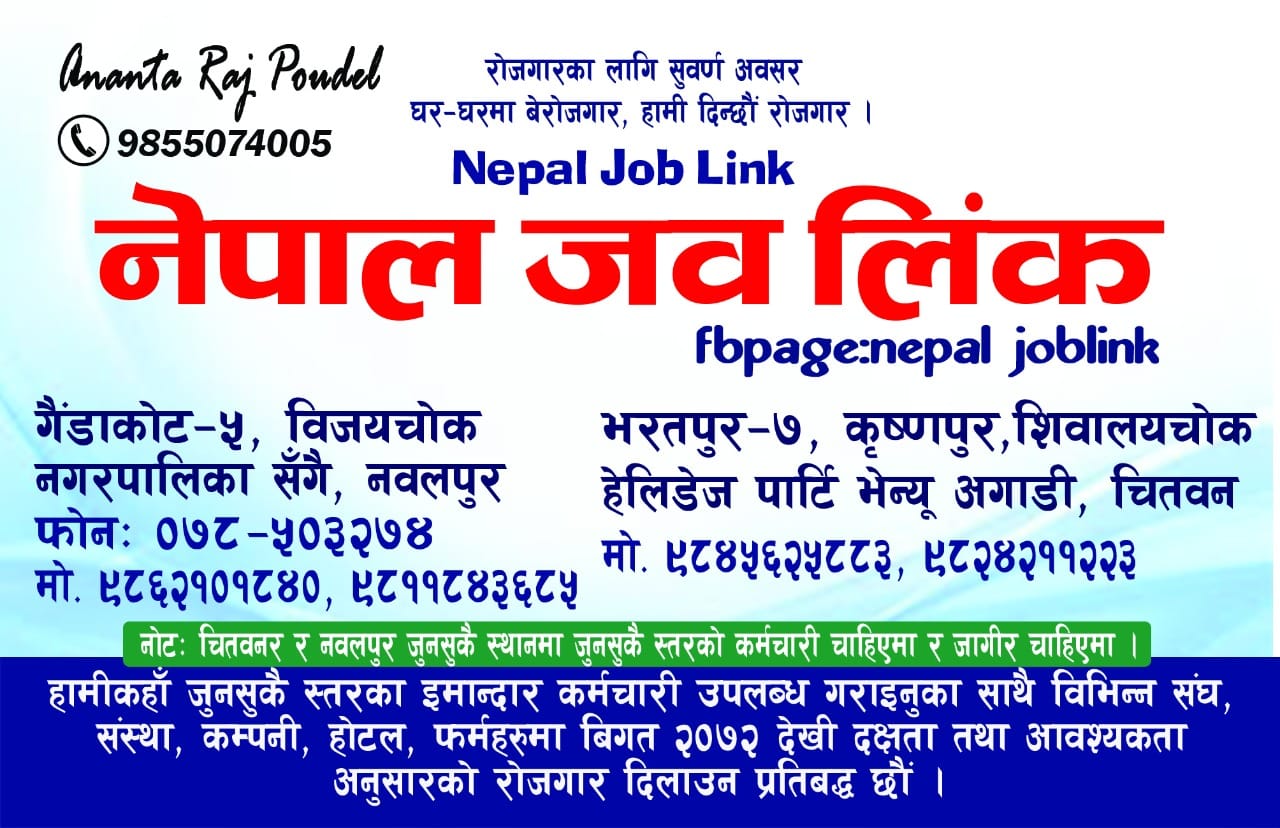 Ananta Raj Poudel
9855074005
रोजगारका लागि सुवर्ण अवसर
घर-घरमा बेरोजगार, हामी दिन्छौं रोजगार ।
Nepal Job Link
नेपाल जव लिंक
fbpage:nepal joblink
गैंडाकोट-५, विजयचोक
नगरपालिका सँगै, नवलपुर
फोनः ०७८-५०३२७४
मो. ९८६२१०१८४०, ९८११८४३६८५
भरतपुर-७, कृष्णपुर,शिवालयचोक
हेलिडेज पार्टि भेन्यू अगाडी, चितवन
मो. ९८४५६२५८८३, ९८२४२११२२३
नोटः चितवनर र नवलपुर जुनसुकै स्थानमा जुनसुकै स्तरको कर्मचारी चाहिएमा र जागीर चाहिएमा ।
हामीकहाँ जुनसुकै स्तरका इमान्दार कर्मचारी उपलब्ध गराइनुका साथै विभिन्न संघ,
संस्था, कम्पनी, होटल, फर्महरुमा बिगत २०७२ देखी दक्षता तथा आवश्यकता
अनुसारको रोजगार दिलाउन प्रतिबद्ध छौं ।